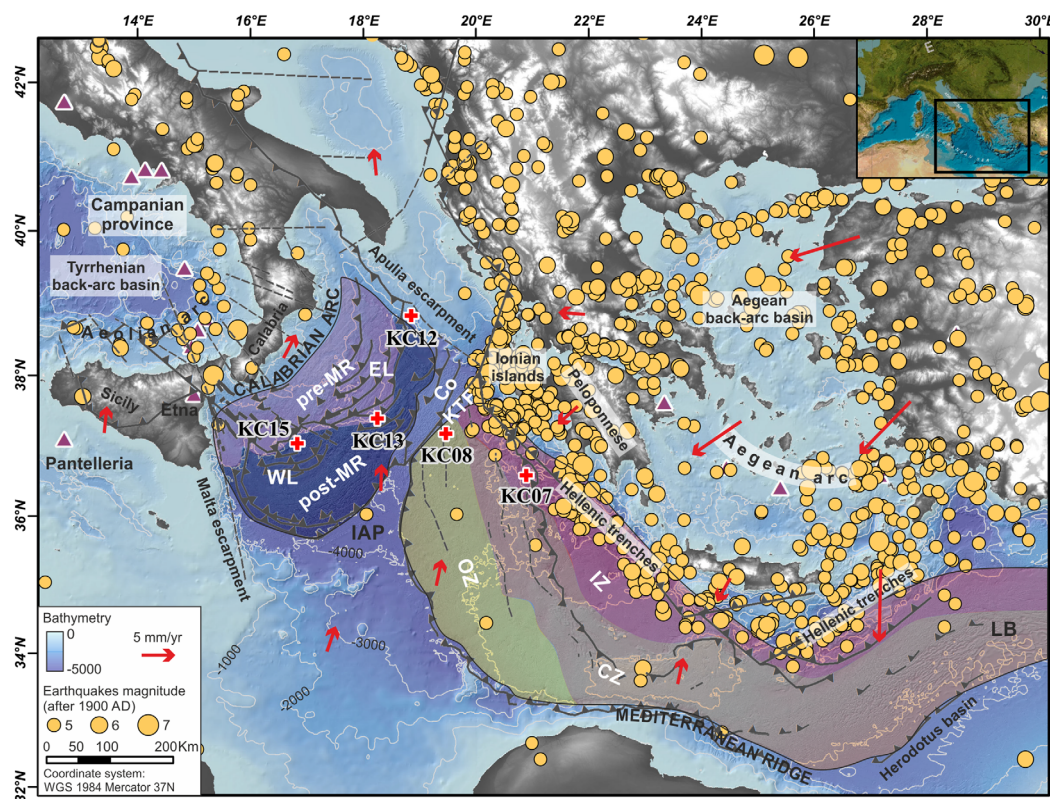 14°E 16°E 18°E 20°E 22°E 24°E 26°E 28°E 30°E
42°N
40°N
38°N
36°N
34°N
32°N
E
Campanian
province
Tyrrhenian
back-arc basin
Aeolian arc
Calabria
CALABRIAN ARC
Sicily
Etna
Pantelleria
Malta escarpment
Apulia escarpment
pre-MR
EL
KC12
KC15
KC13
WL
post-MR
IAP
Co
KTF
KC08
KC07
Ionian
islands
Peloponnese
Aegean
back-arc basin
Aegean arc
Hellenic trenches
Hellenic trenches
OZ
IZ
CZ
LB
MEDITERRANEAN RIDGE
Herodotus basin
-4000
-3000
-2000
-1000
Bathymetry
0
-5000
5 mm/yr
Earthquakes magnitude
(after 1900 AD)
5 6 7
0 50 100 200 Km
Coordinate system:
WGS 1984 Mercator 37N